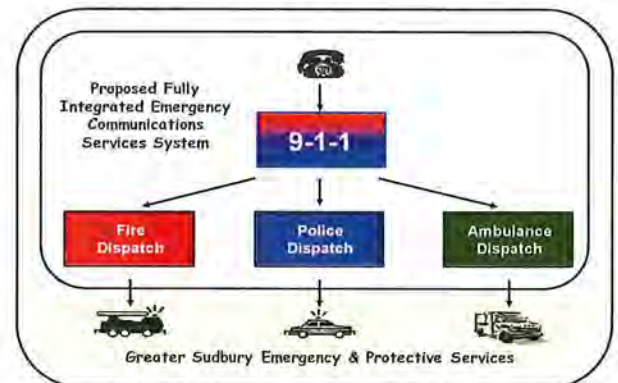 Proposed Fully
Integrated Emergency
Communications
Services System
9-1-1
Fire
Dispatch
Police
Dispatch
Ambulance
Dispatch
Greater Sudbury Emergency & Protective Services